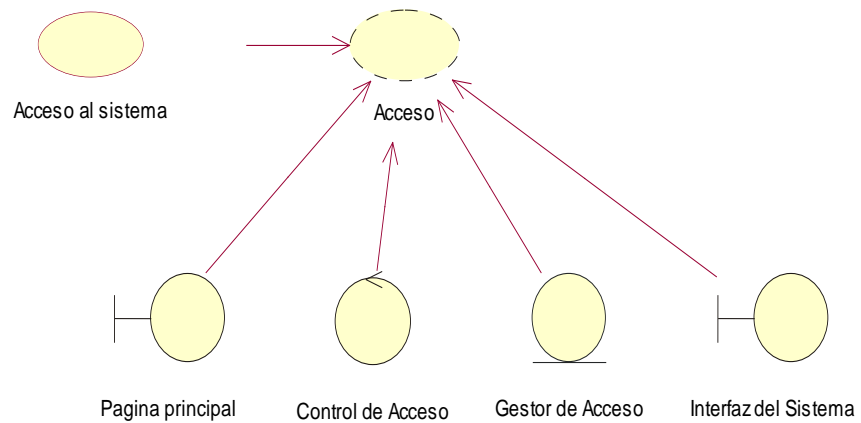 Acceso al sistema
Acceso
Pagina principal
Control de Acceso
Gestor de Acceso
Interfaz del Sistema